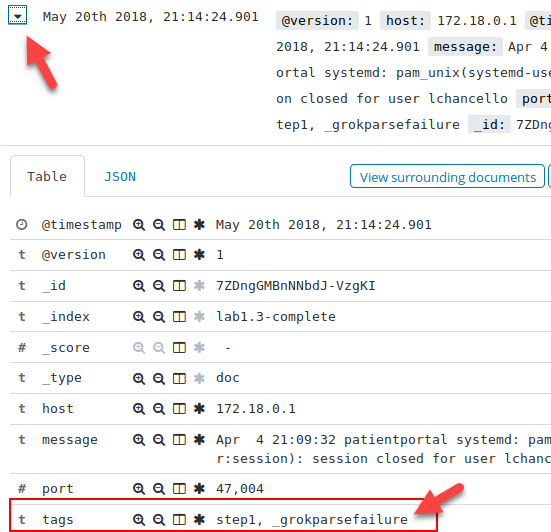 May 20th 2018, 21:14:24.901 @version: 1 host: 172.18.0.1 @ti
2018, 21:14:24.901 message: Apr 4
ortal systemd: pam_unix(systemd-use
on closed for user lchancello port
tep1, _grokparsefailure _id: 7ZDng
Table JSON View surrounding documents
@timestamp May 20th 2018, 21:14:24.901
t @version 1
t _id 7ZDngGMBnNNbdJ-VzgKI
t _index lab1.3-complete
# _score -
t _type doc
t host 172.18.0.1
t message Apr 4 21:09:32 patientportal systemd: pam
r:session): session closed for user lchanc
# port 47,004
t tags step1, _grokparsefailure